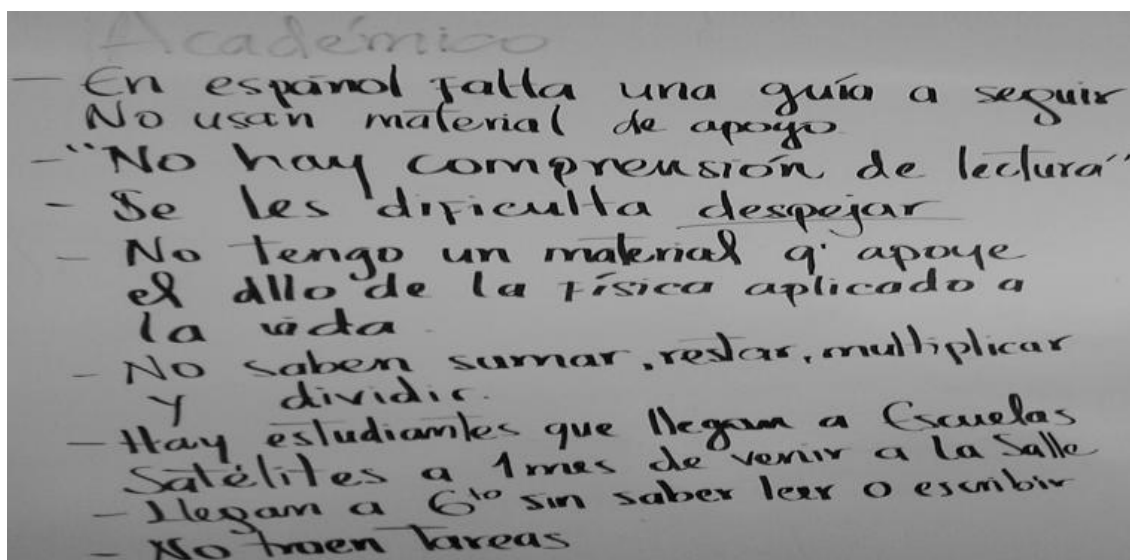 Académico
- En español falta una guía a seguir
No usan material de apoyo
- "No hay comprensión de lectura"
- Se les dificulta despejar
- No tengo un material q' apoye
el dllo de la física aplicado a
la vida.
- No saben sumar, restar, multiplicar
y dividir.
- Hay estudiantes que llegan a Escuelas
Satélites a 1 mes de venir a la Salle
- Llegan a 6to sin saber leer o escribir
- No traen tareas